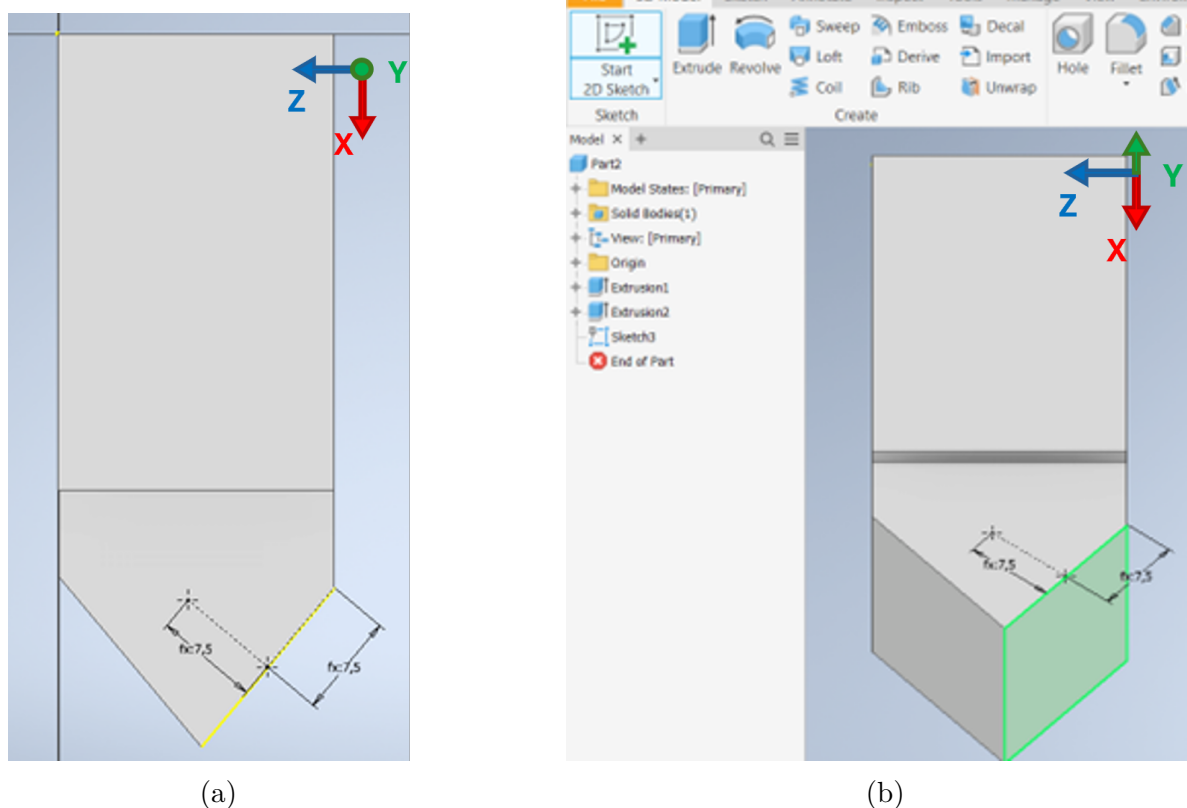 Z
Y
X
fx:7,5
fx:7,5
(a)
Start
2D Sketch
Sketch
Extrude
Revolve
Sweep
Loft
Coil
Emboss
Derive
Rib
Decal
Import
Unwrap
Create
Hole
Fillet
Model × +
Part2
Model States: [Primary]
Solid Bodies(1)
View: [Primary]
Origin
Extrusion1
Extrusion2
Sketch3
End of Part
Y
Z
X
fx:7,5
fx:7,5
(b)